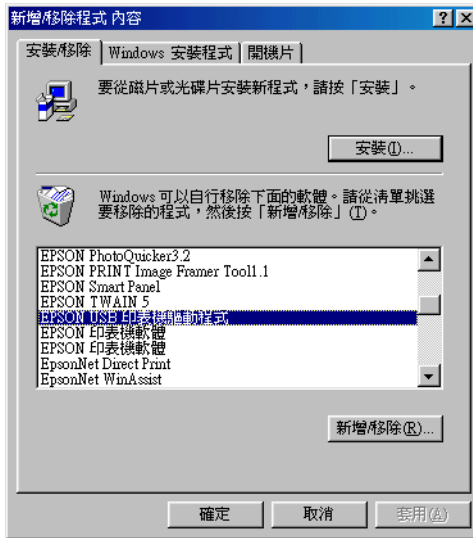 新增/移除程式 內容
安裝/移除 Windows 安裝程式 開機片
要從磁片或光碟片安裝新程式，請按「安裝」。
安裝(I)...
Windows 可以自行移除下面的軟體。請從清單挑選
要移除的程式，然後按「新增/移除」(T)。
EPSON PhotoQuicker3.2
EPSON PRINT Image Framer Tool1.1
EPSON Smart Panel
EPSON TWAIN 5
EPSON USB 印表機驅動程式
EPSON 印表機軟體
EPSON 印表機軟體
EpsonNet Direct Print
EpsonNet WinAssist
新增/移除(R)...
確定 取消 套用(A)